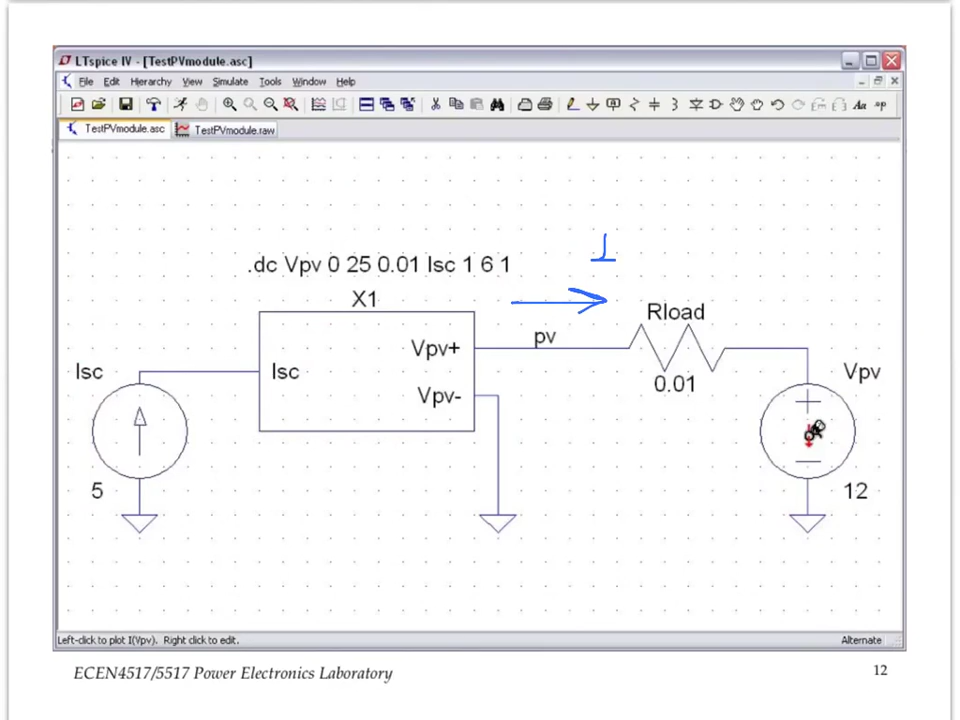 LTspice IV - [TestPVmodule.asc]
File Edit Hierarchy View Simulate Tools Window Help
Aa .op
TestPVmodule.asc TestPVmodule.raw
I
.dc Vpv 0 25 0.01 Isc 1 6 1
X1
Rload
pv
Vpv+
Isc
Isc
Vpv
0.01
Vpv-
5
12
Left-click to plot I(Vpv). Right click to edit.
Alternate
ECEN4517/5517 Power Electronics Laboratory
12